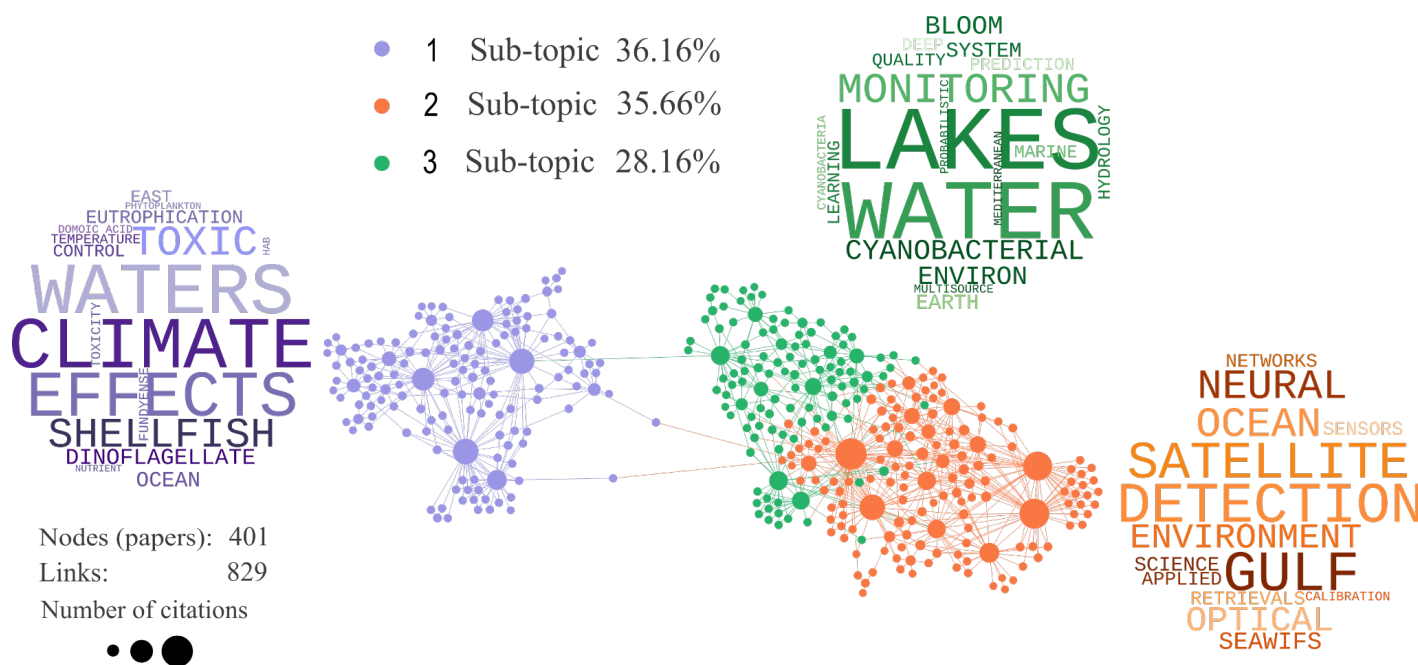 1 Sub-topic 36.16%
2 Sub-topic 35.66%
3 Sub-topic 28.16%
BLOOM
DEEP
SYSTEM
QUALITY
PREDICTION
MONITORING
PROBABILISTIC
LAKES
CYANOBACTERIA
LEARNING
MARINE
MEDITERRANEAN
HYDROLOGY
WATER
CYANOBACTERIAL
ENVIRON
MULTISOURCE
EARTH
EAST
PHYTOPLANKTON
EUTROPHICATION
DOMOIC ACID
TEMPERATURE
CONTROL
TOXIC
HAB
WATERS
TOXICITY
CLIMATE
EFFECTS
FUNDYENSE
SHELLFISH
DINOFLAGELLATE
NUTRIENT
OCEAN
NETWORKS
NEURAL
OCEAN
SENSORS
SATELLITE
DETECTION
ENVIRONMENT
SCIENCE
APPLIED
GULF
RETRIEVALS
CALIBRATION
OPTICAL
SEAWIFS
Nodes (papers): 401
Links: 829
Number of citations